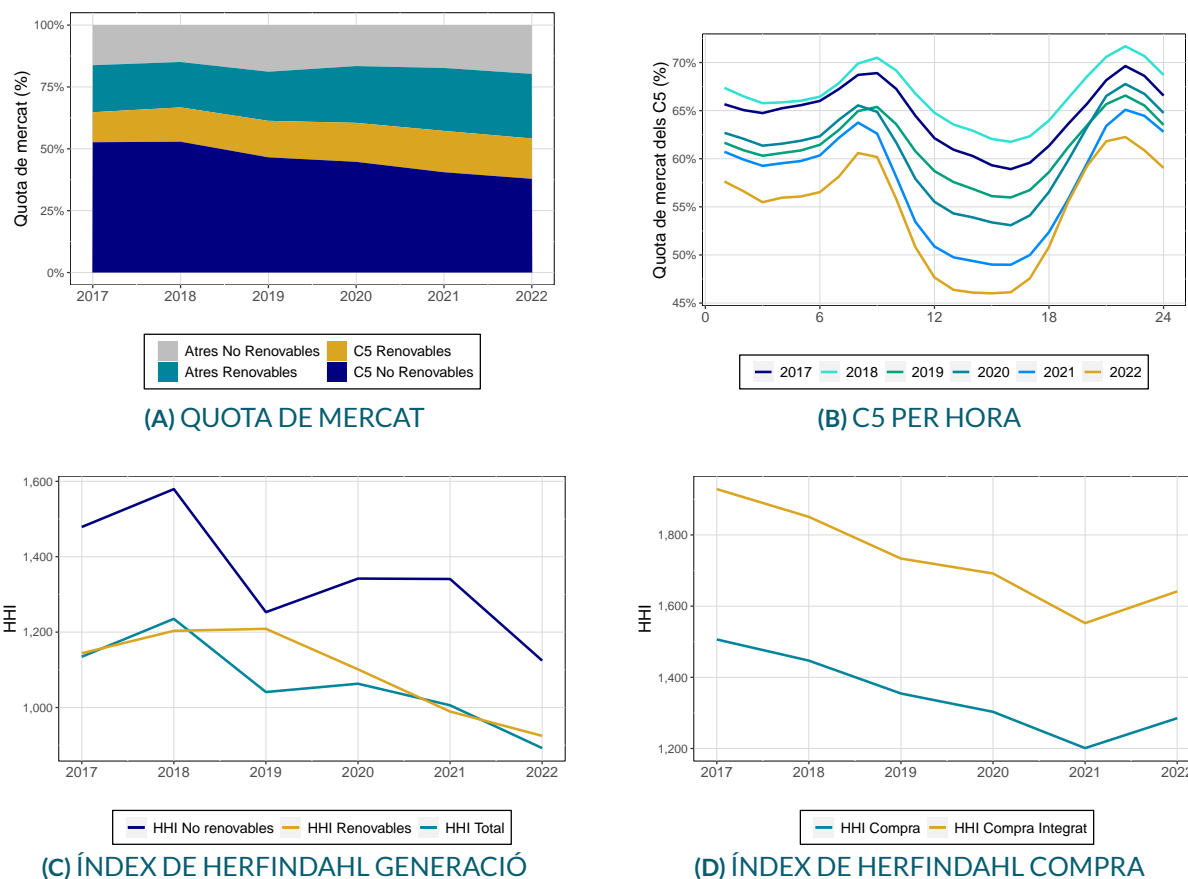 Quota de mercat (%)
100%
75%
50%
25%
0%
2017 2018 2019 2020 2021 2022
Atres No Renovables C5 Renovables
Atres Renovables C5 No Renovables
(A) QUOTA DE MERCAT
Quota de mercat dels C5 (%)
70%
65%
60%
55%
50%
45%
0 6 12 18 24
2017 2018 2019 2020 2021 2022
(B) C5 PER HORA
HHI
1,600
1,400
1,200
1,000
2017 2018 2019 2020 2021 2022
HHI No renovables HHI Renovables HHI Total
(C) ÍNDEX DE HERFINDAHL GENERACIÓ
HHI
1,800
1,600
1,400
1,200
2017 2018 2019 2020 2021 2022
HHI Compra HHI Compra Integrat
(D) ÍNDEX DE HERFINDAHL COMPRA